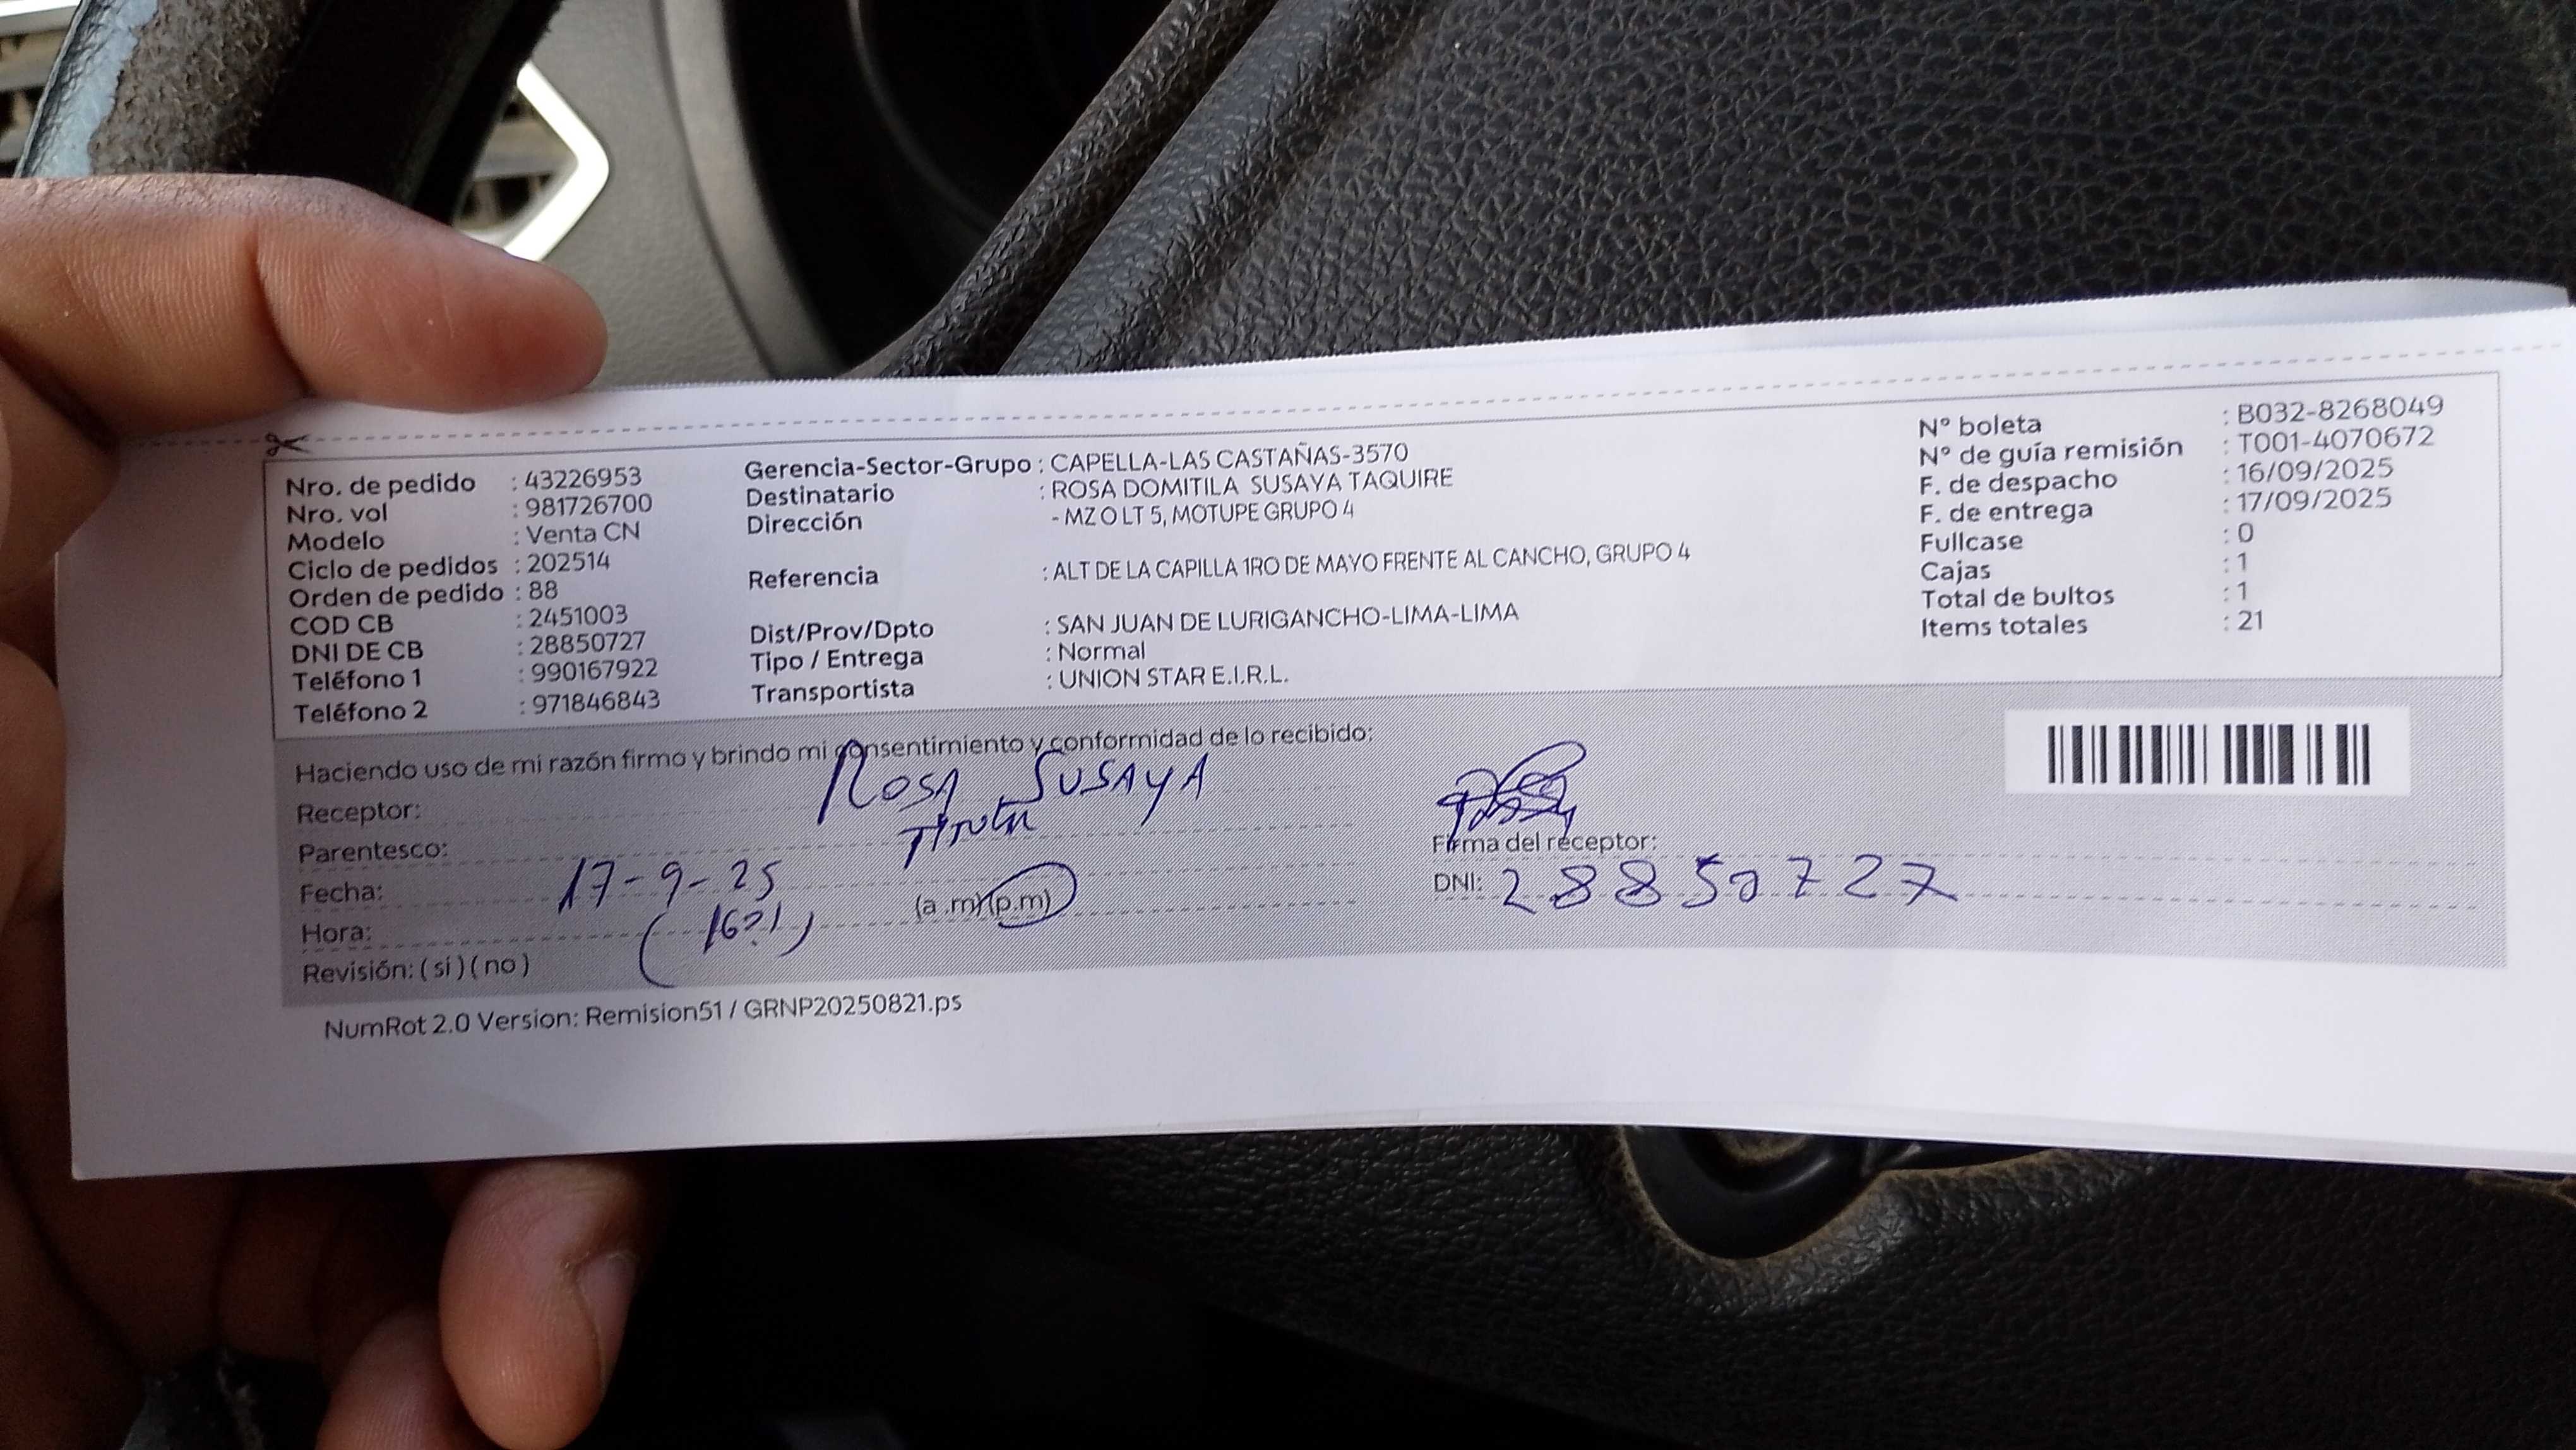 Nro. de pedido : 43226953
Nro. vol : 981726700
Modelo : Venta CN
Ciclo de pedidos : 202514
Orden de pedido : 88
COD CB : 2451003
DNI DE CB : 28850727
Teléfono 1 : 990167922
Teléfono 2 : 971846843
Gerencia-Sector-Grupo : CAPELLA-LAS CASTAÑAS-3570
Destinatario : ROSA DOMITILA SUSAYA TAQUIRE
Dirección - MZ O LT 5, MOTUPE GRUPO 4
Referencia : ALT DE LA CAPILLA 1RO DE MAYO FRENTE AL CANCHO, GRUPO 4
Dist/Prov/Dpto : SAN JUAN DE LURIGANCHO-LIMA-LIMA
Tipo / Entrega : Normal
Transportista : UNION STAR E.I.R.L.
N° boleta : B032-8268049
N° de guía remisión : T001-4070672
F. de despacho : 16/09/2025
F. de entrega : 17/09/2025
Fullcase : 0
Cajas : 1
Total de bultos : 1
Items totales : 21
Haciendo uso de mi razón firmo y brindo mi consentimiento y conformidad de lo recibido:
Receptor: ROSA SUSAYA
Parentesco: TITULAR
Fecha: 17-9-25
Hora: (a.m)(p.m)
Revisión: (sí) (no)
Firma del receptor:
DNI: 28850727
NumRot 2.0 Version: Remision51 / GRNP20250821.ps